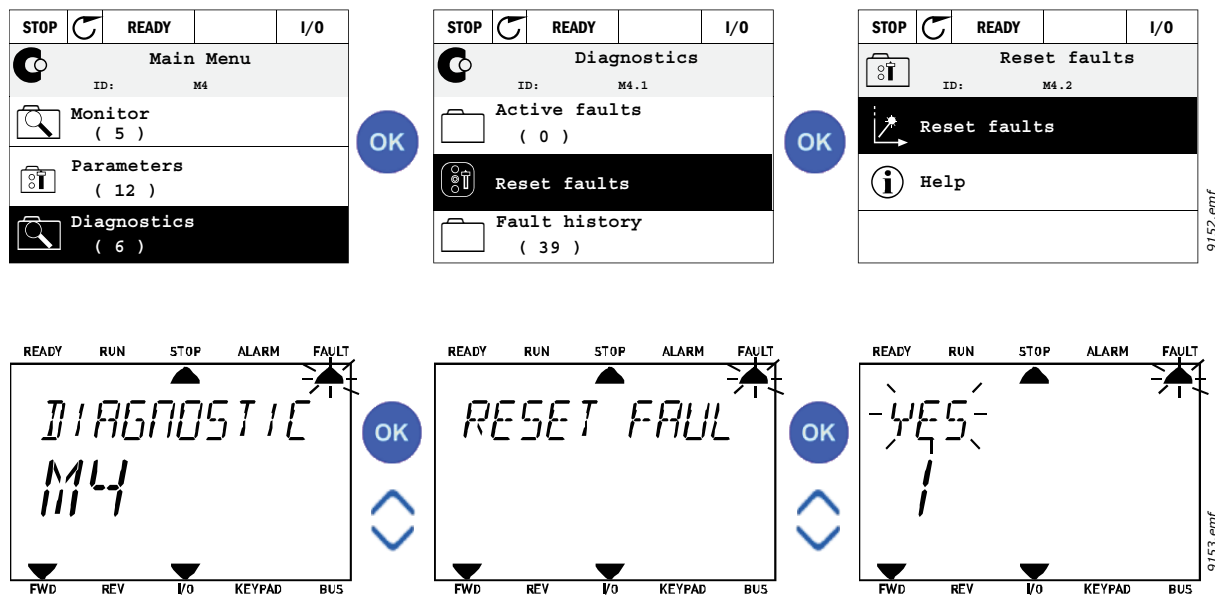 STOP READY I/O
Main Menu
ID: M4
Monitor
( 5 )
Parameters
( 12 )
Diagnostics
( 6 )
OK
STOP READY I/O
Diagnostics
ID: M4.1
Active faults
( 0 )
Reset faults
Fault history
( 39 )
OK
STOP READY I/O
Reset faults
ID: M4.2
Reset faults
i Help
9152.emf
READY RUN STOP ALARM FAULT
DIAGNOSTIC
M4
FWD REV I/O KEYPAD BUS
OK
READY RUN STOP ALARM FAULT
RESET FAUL
FWD REV I/O KEYPAD BUS
OK
READY RUN STOP ALARM FAULT
YES
1
FWD REV I/O KEYPAD BUS
9153.emf